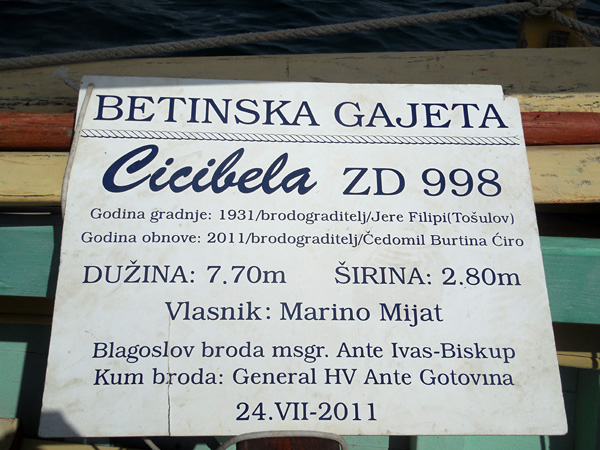 BETINSKA GAJETA
Cicibela ZD 998
Godina gradnje: 1931/brodograditelj/Jere Filipi(Tošulov)
Godina obnove: 2011/brodograditelj/Čedomil Burtina Ćiro
DUŽINA: 7.70m ŠIRINA: 2.80m
Vlasnik: Marino Mijat
Blagoslov broda msgr. Ante Ivas-Biskup
Kum broda: General HV Ante Gotovina
24.VII-2011